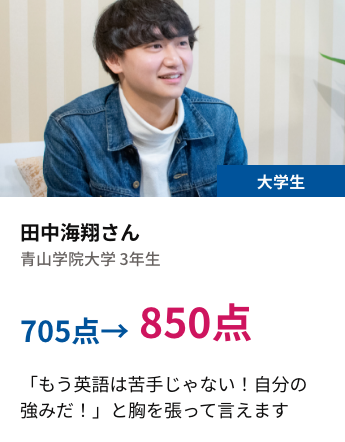 大学生
田中海翔さん
青山学院大学 3年生
705点→ 850点
「もう英語は苦手じゃない！自分の
強みだ！」と胸を張って言えます